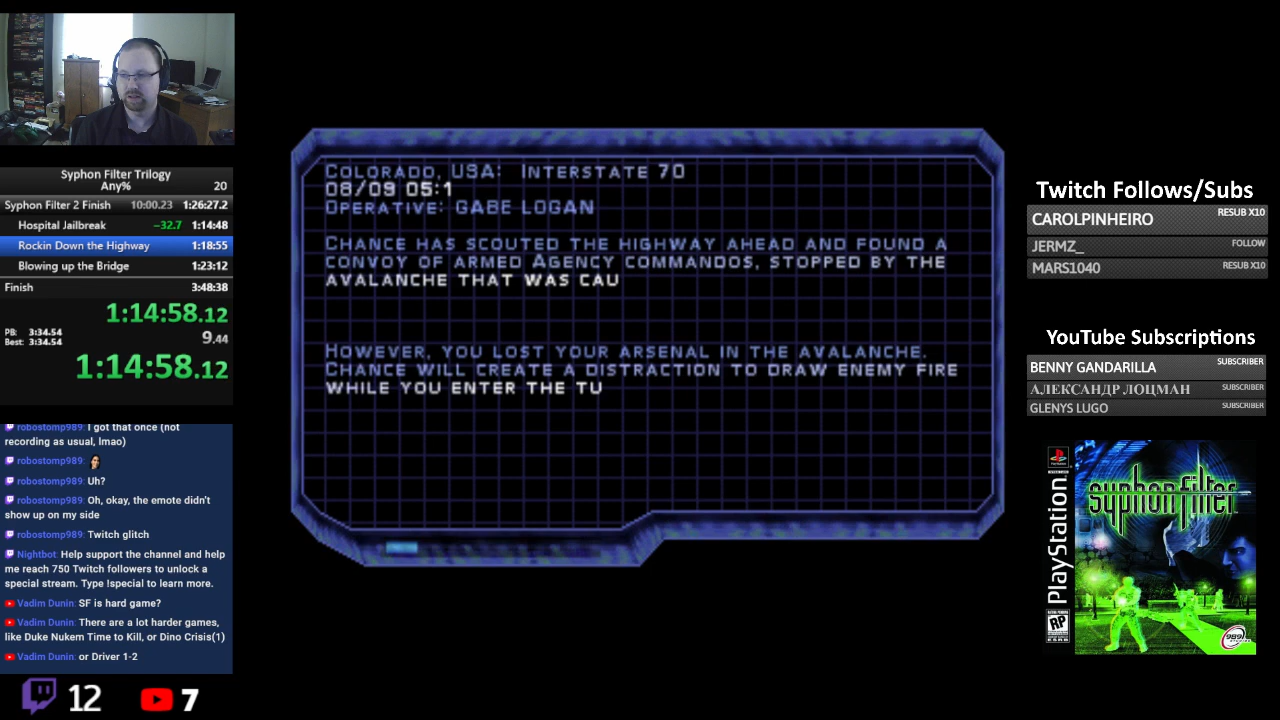 Syphon Filter Trilogy
Any% 20
Syphon Filter 2 Finish 10:00.23 1:26:27.2
Hospital Jailbreak −32.7 1:14:48
Rockin Down the Highway 1:18:55
Blowing up the Bridge 1:23:12
Finish 3:48:38
1:14:58.12
PB: 3:34.54
Best: 3:34.54
9.44
1:14:58.12
robostomp989: I got that once (not
recording as usual, lmao)
robostomp989:
robostomp989: Uh?
robostomp989: Oh, okay, the emote didn't
show up on my side
robostomp989: Twitch glitch
Nightbot: Help support the channel and help
me reach 750 Twitch followers to unlock a
special stream. Type !special to learn more.
Vadim Dunin: SF is hard game?
Vadim Dunin: There are a lot harder games,
like Duke Nukem Time to Kill, or Dino Crisis(1)
Vadim Dunin: or Driver 1-2
12 7
COLORADO, USA: INTERSTATE 70
08/09 05:1
OPERATIVE: GABE LOGAN
CHANCE HAS SCOUTED THE HIGHWAY AHEAD AND FOUND A
CONVOY OF ARMED AGENCY COMMANDOS, STOPPED BY THE
AVALANCHE THAT WAS CAU
HOWEVER, YOU LOST YOUR ARSENAL IN THE AVALANCHE.
CHANCE WILL CREATE A DISTRACTION TO DRAW ENEMY FIRE
WHILE YOU ENTER THE TU
Twitch Follows/Subs
CAROLPINHEIRO RESUB X10
JERMZ_ FOLLOW
MARS1040 RESUB X10
YouTube Subscriptions
BENNY GANDARILLA SUBSCRIBER
АЛЕКСАНДР ЛОЦМАН SUBSCRIBER
GLENYS LUGO SUBSCRIBER
PlayStation
syphon filter
RP
989